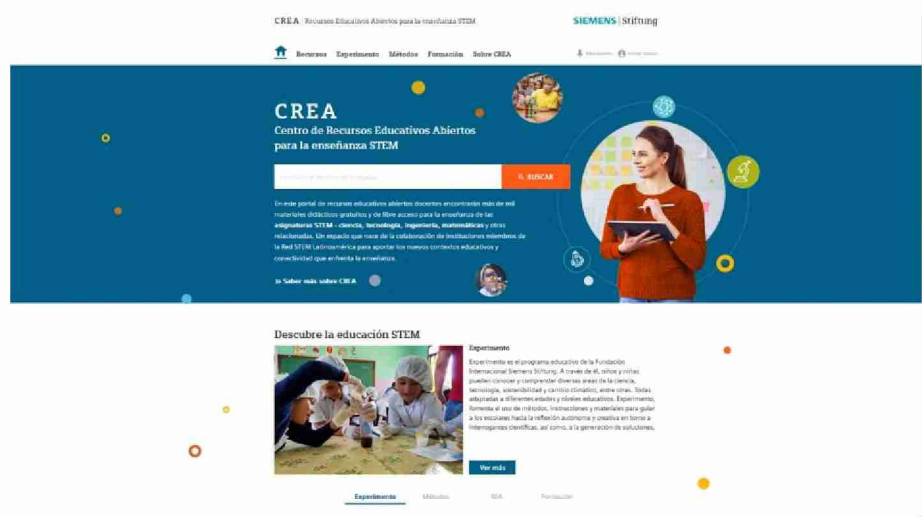 CREA Recursos Educativos Abiertos para la enseñanza STEM
SIEMENS | Stiftung
Recursos Experimento Métodos Formación Sobre CREA
CREA
Centro de Recursos Educativos Abiertos
para la enseñanza STEM
BUSCAR
En este portal de recursos educativos abiertos docentes encontrarán más de mil
materiales didácticos gratuitos y de libre acceso para la enseñanza de las
asignaturas STEM - ciencia, tecnología, ingeniería, matemáticas y otras
relacionadas. Un espacio que nace de la colaboración de instituciones miembros de
la Red STEM Latinoamérica para aportar los nuevos contextos educativos y
conectividad que enfrenta la enseñanza.
» Saber más sobre CREA
Descubre la educación STEM
Experimento
Experimento es el programa educativo de la Fundación
Internacional Siemens Stiftung. A través de él, niños y niñas
pueden conocer y comprender diversas áreas de la ciencia,
tecnología, sostenibilidad y cambio climático, entre otras. Todas
adaptadas a diferentes edades y niveles educativos. Experimento,
fomenta el uso de métodos, instrucciones y materiales para guiar
a los escolares hacia la reflexión autónoma y creativa en torno a
interrogantes científicas, así como, a la generación de soluciones.
Ver más
Experimento Métodos Formación